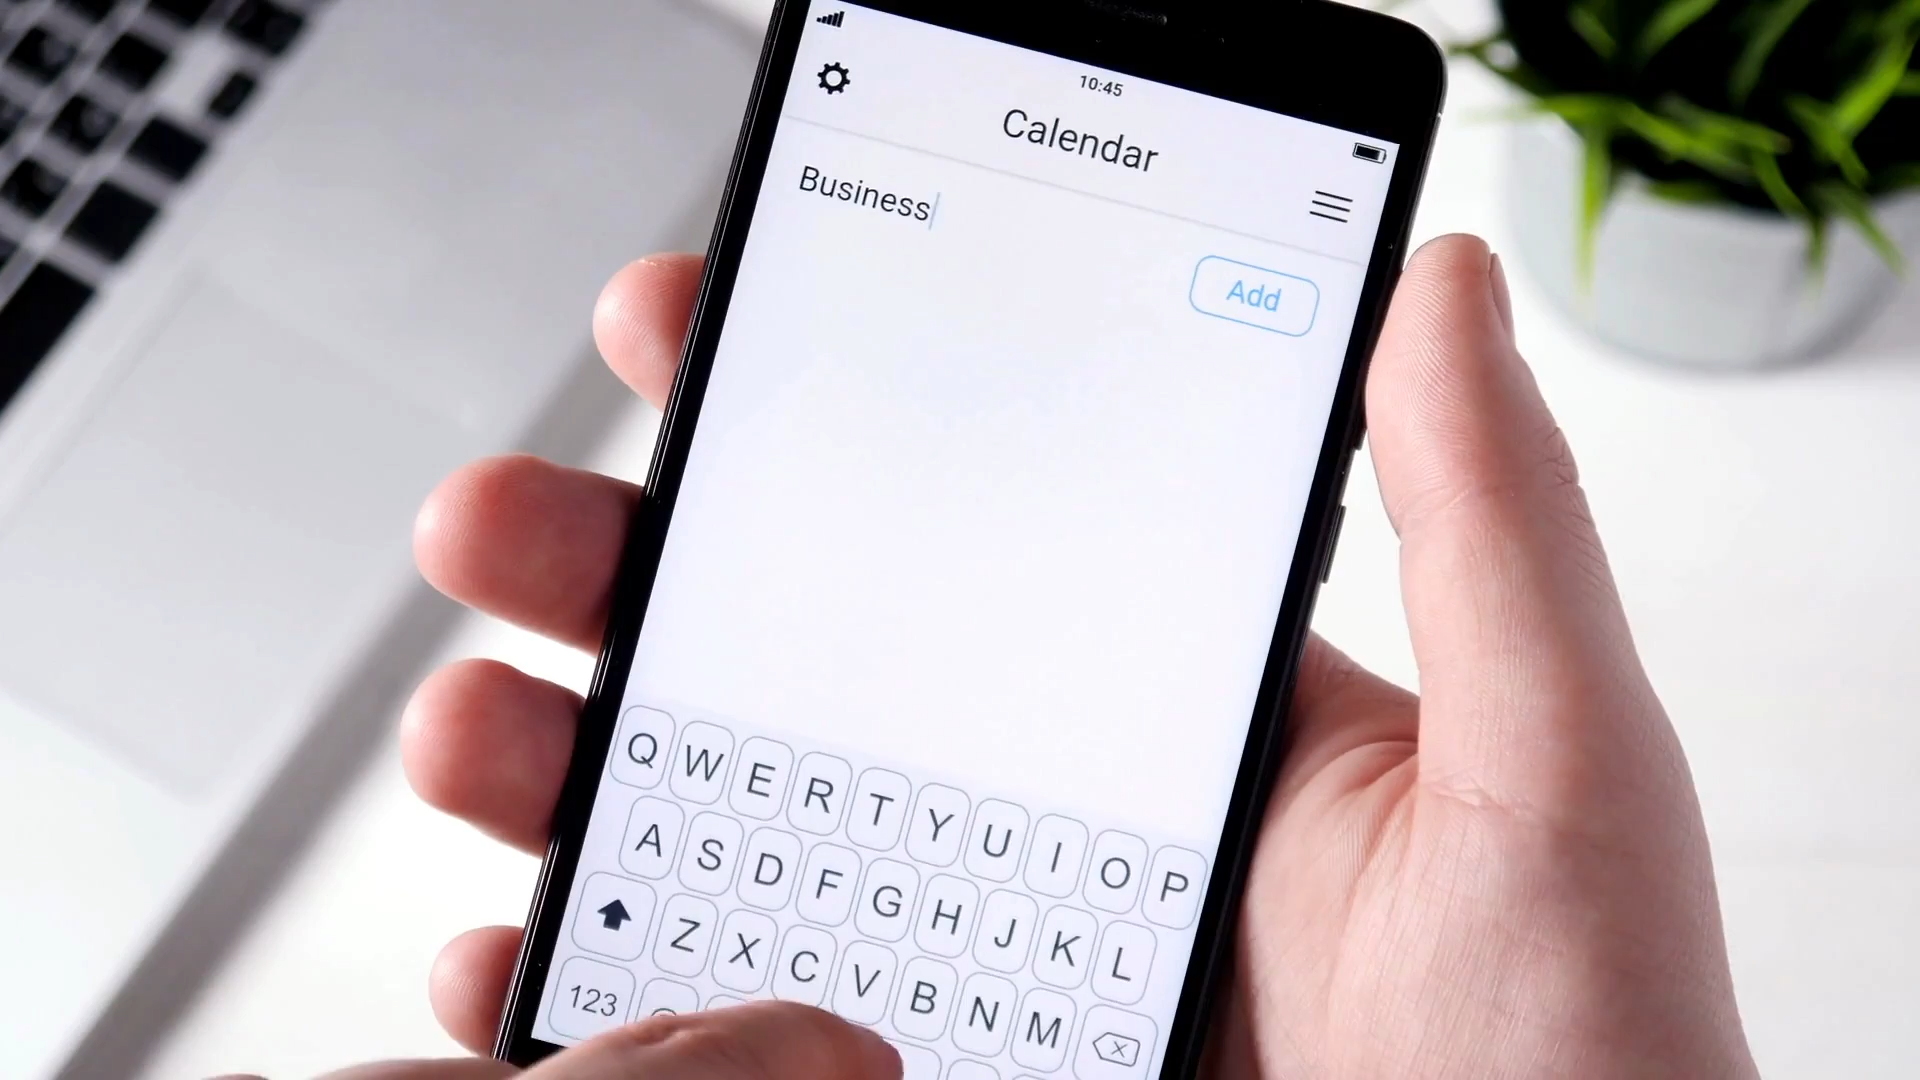 10:45
Calendar
Business
Add
Q W E R T Y U I O P
A S D F G H J K L
Z X C V B N M
123